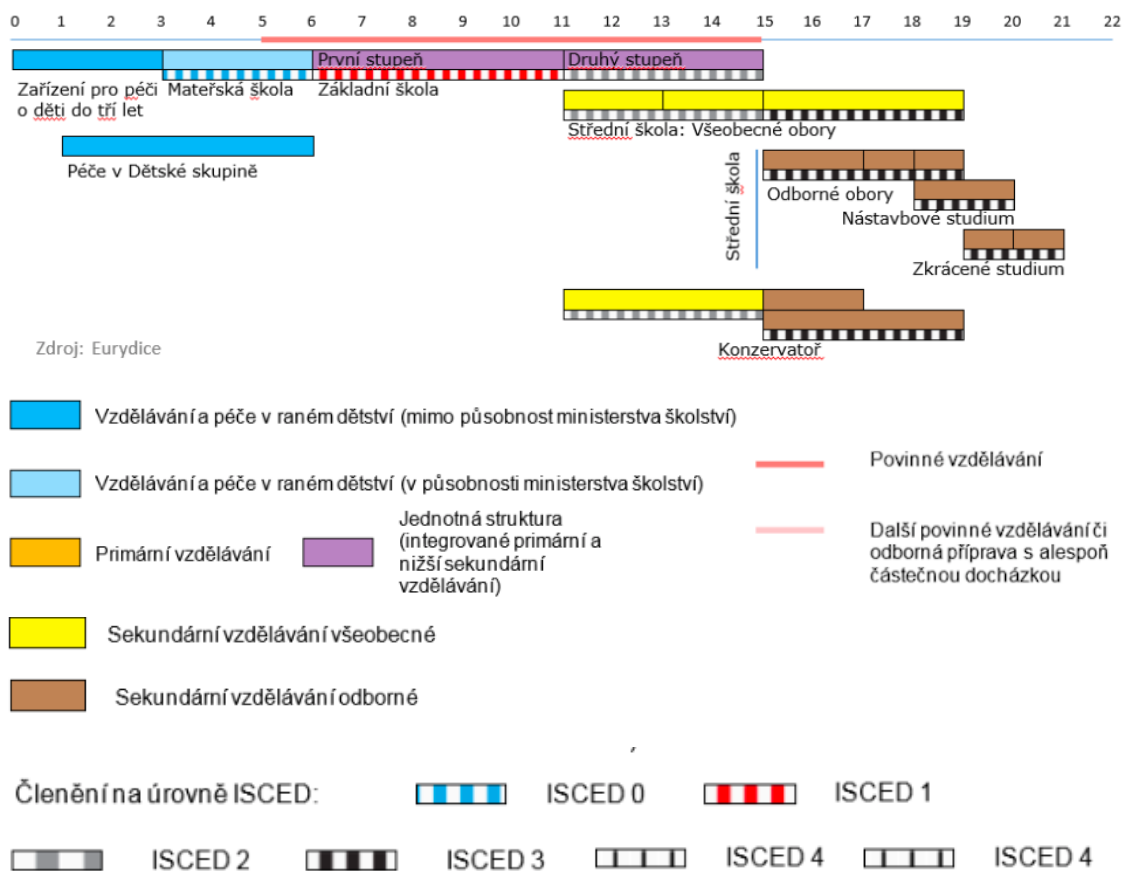 0 1 2 3 4 5 6 7 8 9 10 11 12 13 14 15 16 17 18 19 20 21 22
První stupeň
Druhý stupeň
Zařízení pro péči
o děti do tří let
Mateřská škola
Základní škola
Střední škola: Všeobecné obory
Péče v Dětské skupině
Střední škola
Odborné obory
Nástavbové studium
Zkrácené studium
Konzervatoř
Zdroj: Eurydice
Vzdělávání a péče v raném dětství (mimo působnost ministerstva školství)
Povinné vzdělávání
Vzdělávání a péče v raném dětství (v působnosti ministerstva školství)
Primární vzdělávání
Jednotná struktura
(integrované primární a
nižší sekundární
vzdělávání)
Další povinné vzdělávání či
odborná příprava s alespoň
částečnou docházkou
Sekundární vzdělávání všeobecné
Sekundární vzdělávání odborné
Členění na úrovně ISCED:
ISCED 0
ISCED 1
ISCED 2
ISCED 3
ISCED 4
ISCED 4